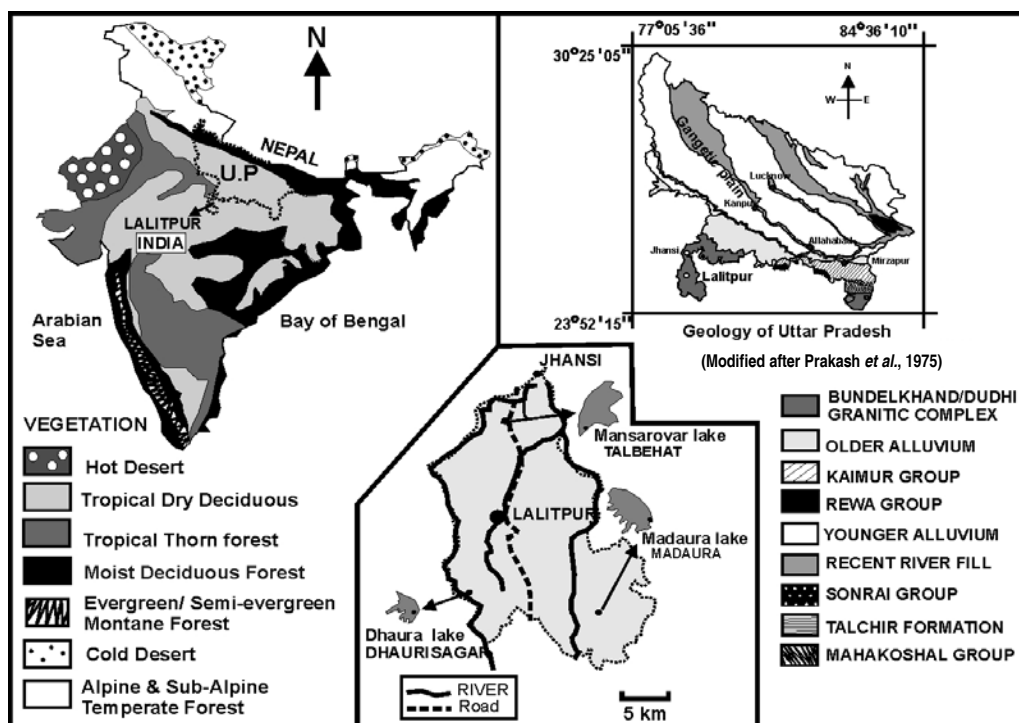 N
NEPAL
U.P
LALITPUR
INDIA
Arabian
Sea
Bay of Bengal
VEGETATION
Hot Desert
Tropical Dry Deciduous
Tropical Thorn forest
Moist Deciduous Forest
Evergreen/ Semi-evergreen
Montane Forest
Cold Desert
Alpine & Sub-Alpine
Temperate Forest
77°05'36" 84°36'10"
30°25'05"
N
W E
Gangetic plain
Lucknow
Kanpur
Allahabad
Jhansi
Mirzapur
Lalitpur
23°52'15"
Geology of Uttar Pradesh
(Modified after Prakash et al., 1975)
JHANSI
Mansarovar lake
TALBEHAT
LALITPUR
Madaura lake
MADAURA
Dhaura lake
DHAURISAGAR
RIVER
Road
5 km
BUNDELKHAND/DUDHI
GRANITIC COMPLEX
OLDER ALLUVIUM
KAIMUR GROUP
REWA GROUP
YOUNGER ALLUVIUM
RECENT RIVER FILL
SONRAI GROUP
TALCHIR FORMATION
MAHAKOSHAL GROUP